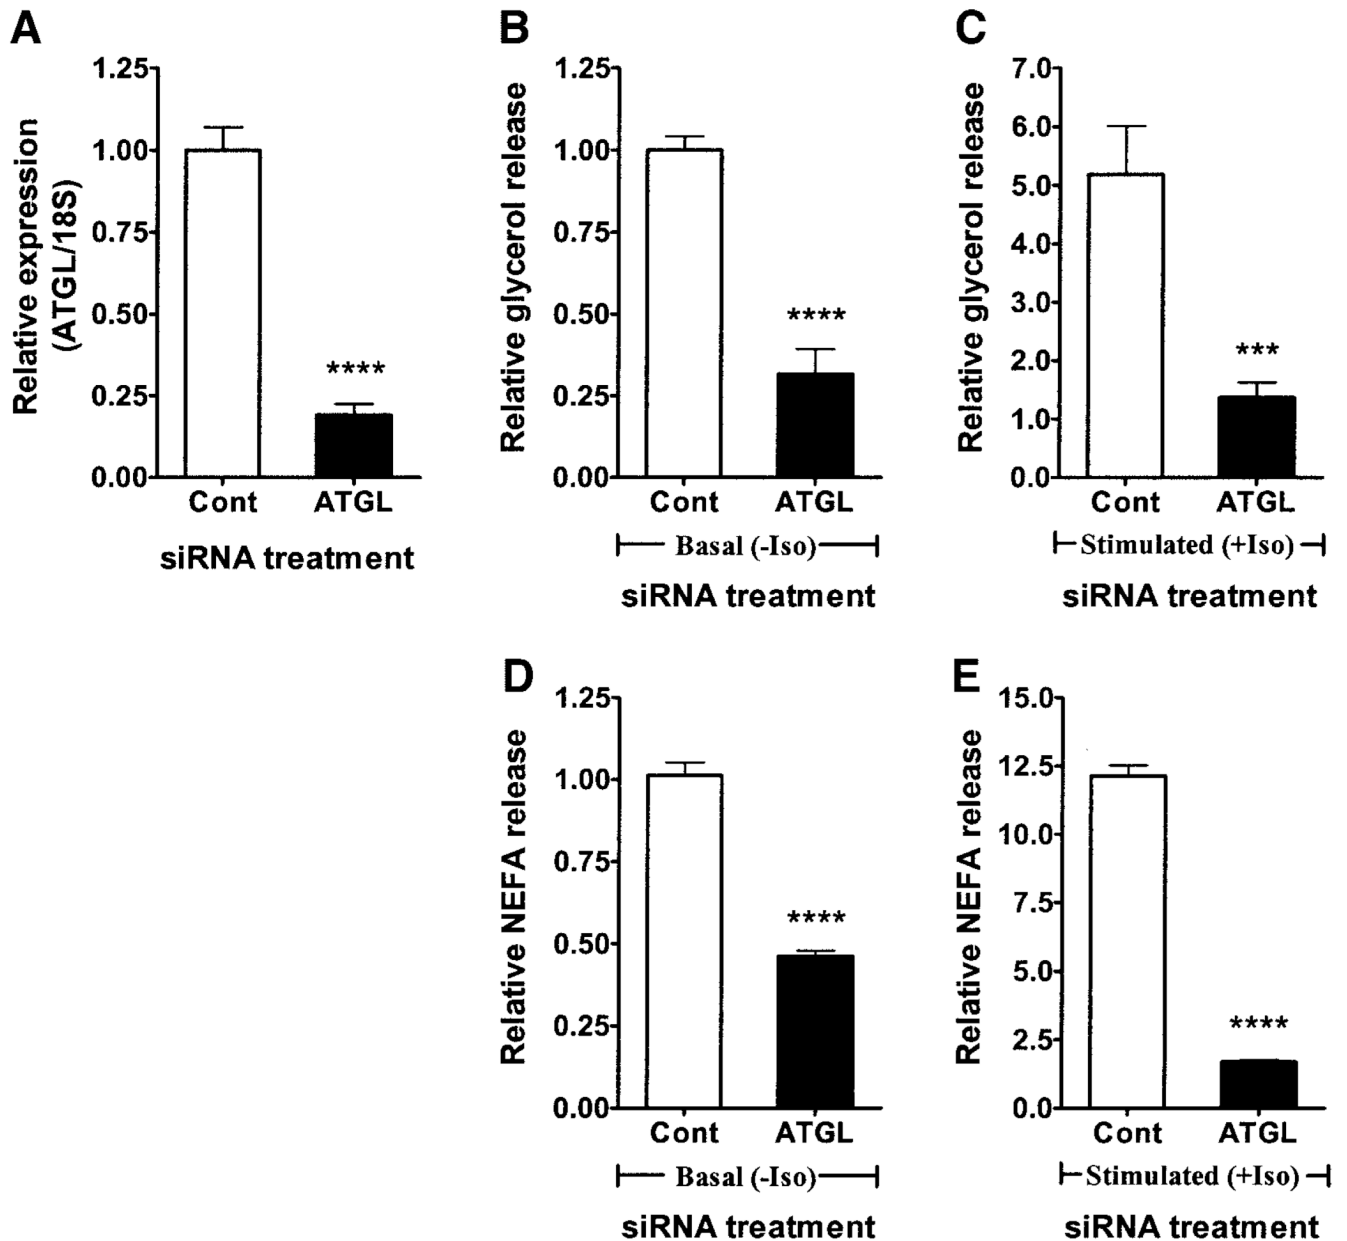 A
Relative expression
(ATGL/18S)
1.25
1.00
0.75
0.50
0.25
0.00
****
Cont ATGL
siRNA treatment
B
Relative glycerol release
1.25
1.00
0.75
0.50
0.25
0.00
****
Cont ATGL
Basal (-Iso)
siRNA treatment
C
Relative glycerol release
7.0
6.0
5.0
4.0
3.0
2.0
1.0
0.0
***
Cont ATGL
Stimulated (+Iso)
siRNA treatment
D
Relative NEFA release
1.25
1.00
0.75
0.50
0.25
0.00
****
Cont ATGL
Basal (-Iso)
siRNA treatment
E
Relative NEFA release
15.0
12.5
10.0
7.5
5.0
2.5
0.0
****
Cont ATGL
Stimulated (+Iso)
siRNA treatment